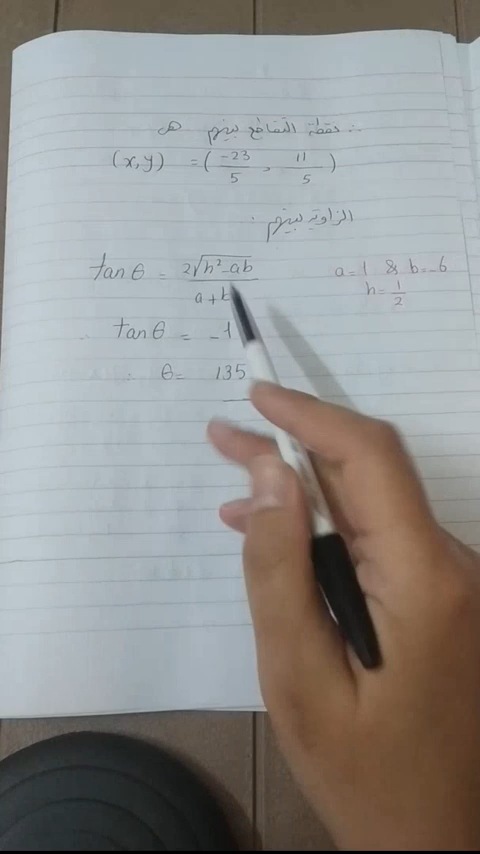 ∴ نقطة التقاطع بينهم هى
(x,y) = (-23/5 , 11/5)
الزاوية بينهم :
tan θ = 2√(h²-ab) / a+b
a=1 & b=-6
h=1/2
∴ tan θ = -1
∴ θ = 135